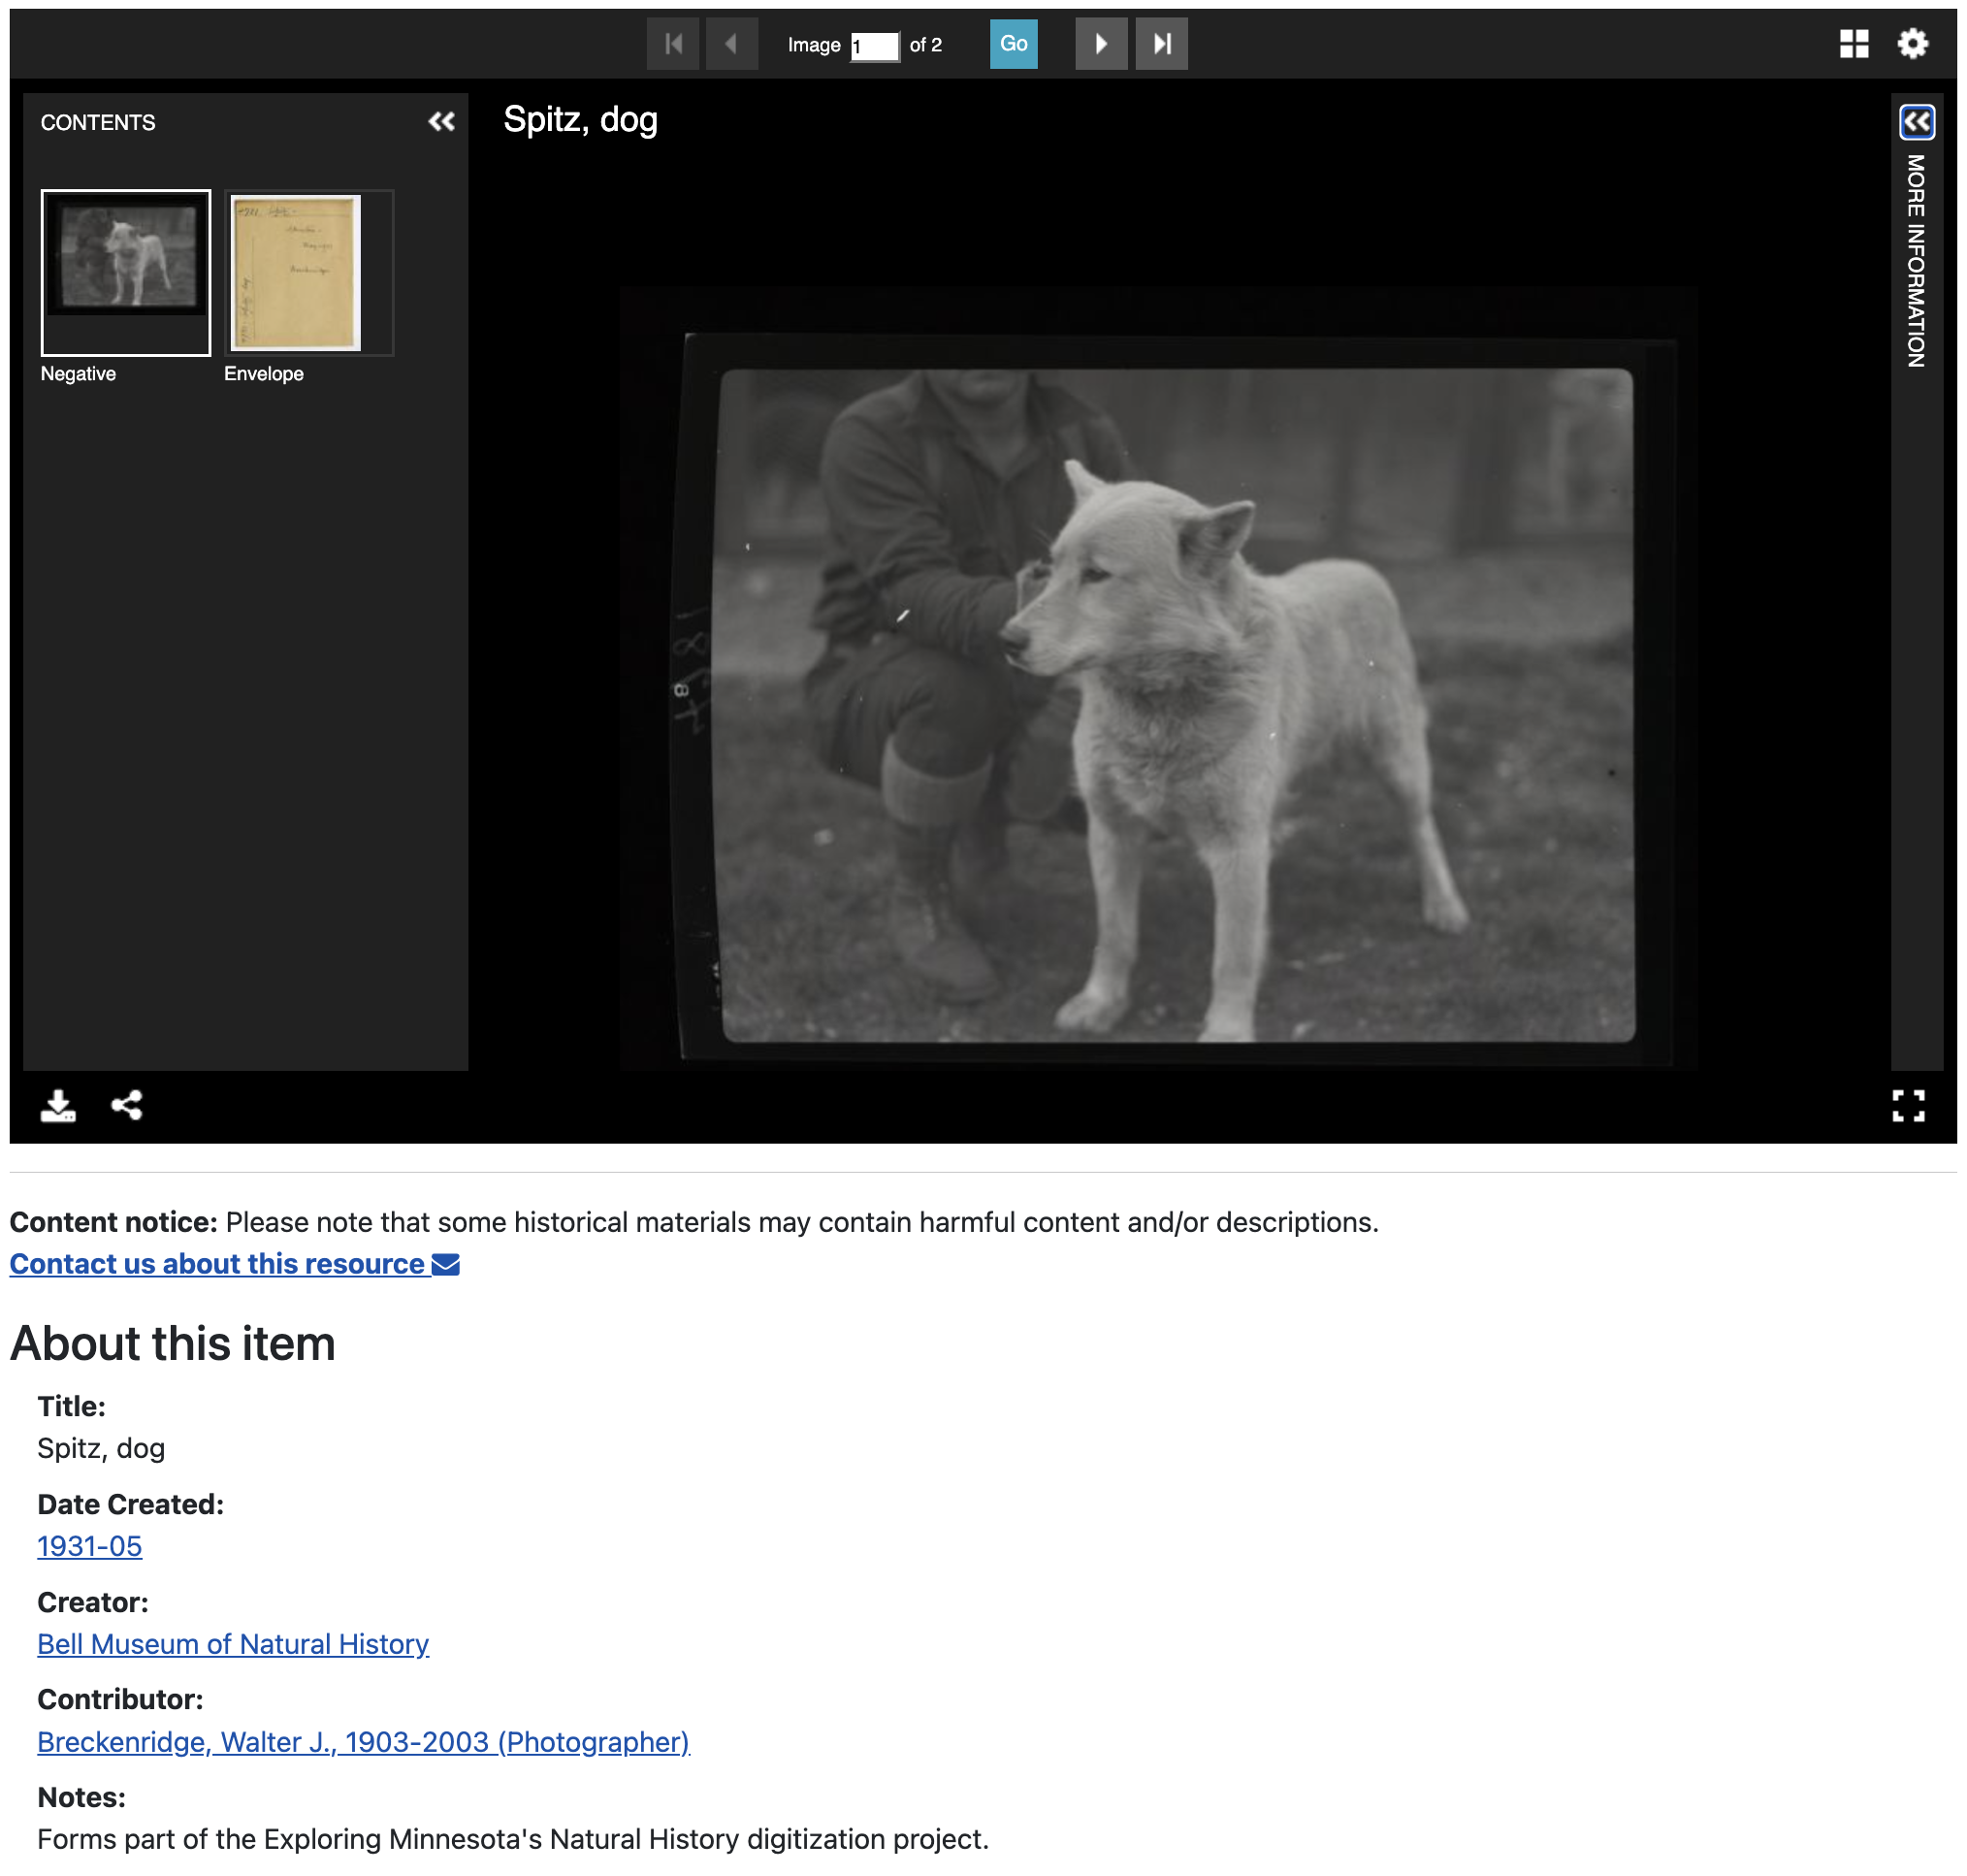 Image 1 of 2 Go
CONTENTS
Negative
Envelope
Spitz, dog
MORE INFORMATION
Content notice: Please note that some historical materials may contain harmful content and/or descriptions.
Contact us about this resource
About this item
Title:
Spitz, dog
Date Created:
1931-05
Creator:
Bell Museum of Natural History
Contributor:
Breckenridge, Walter J., 1903-2003 (Photographer)
Notes:
Forms part of the Exploring Minnesota's Natural History digitization project.